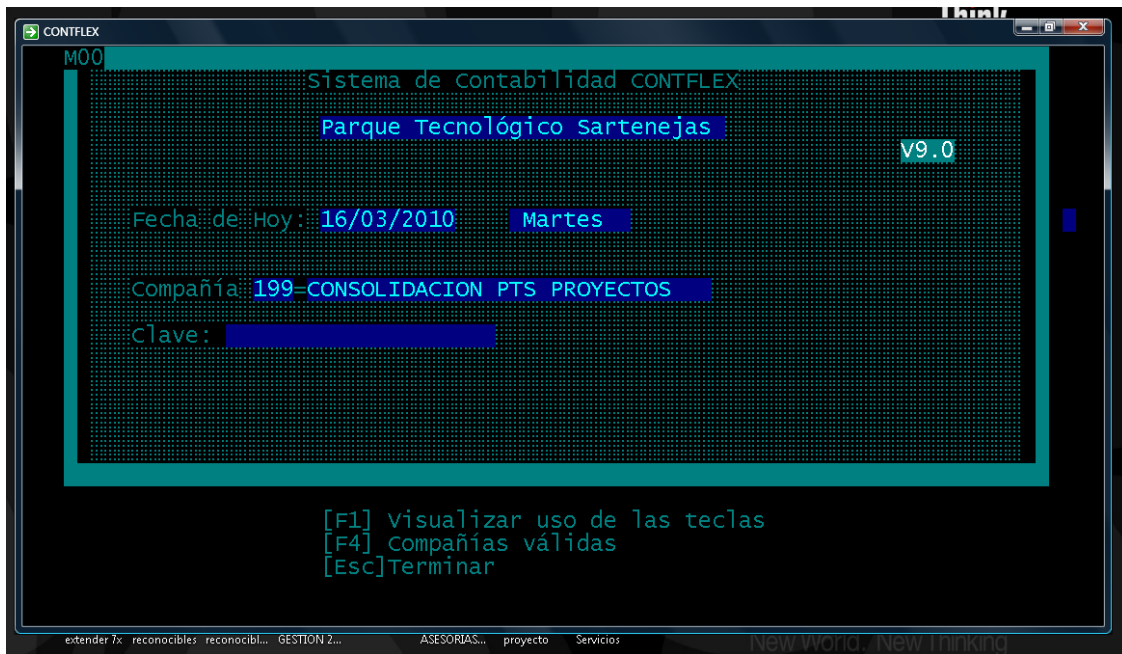 Think
CONTFLEX
M00
Sistema de Contabilidad CONTFLEX
Parque Tecnológico Sartenejas
V9.0
Fecha de Hoy: 16/03/2010 Martes
Compañía 199=CONSOLIDACION PTS PROYECTOS
Clave:
[F1] Visualizar uso de las teclas
[F4] Compañías válidas
[Esc]Terminar
extender 7x reconocibles reconocibl... GESTION 2... ASESORIAS... proyecto Servicios
New World. New Thinking